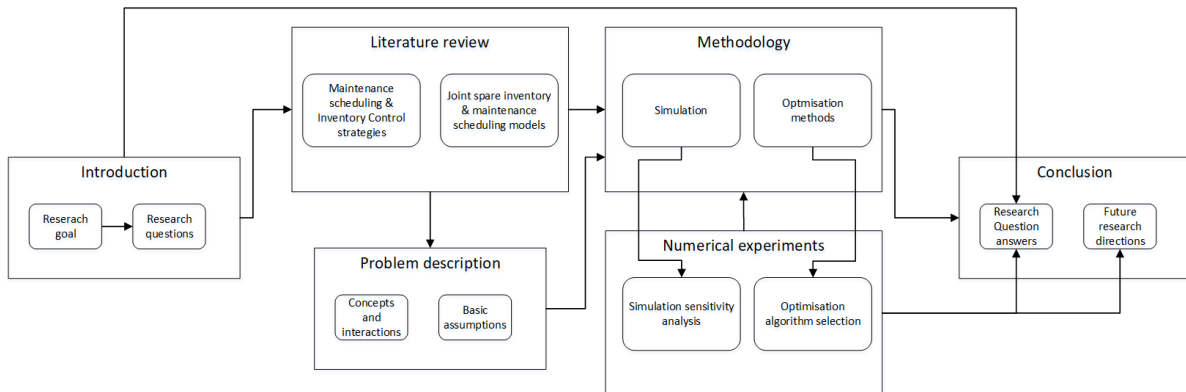 Introduction
Reserach
goal
Research
questions
Literature review
Maintenance
scheduling &
Inventory Control
strategies
Joint spare inventory
& maintenance
scheduling models
Problem description
Concepts
and
interactions
Basic
assumptions
Methodology
Simulation
Optmisation
methods
Numerical experiments
Simulation sensitivity
analysis
Optimisation
algorithm selection
Conclusion
Research
Question
answers
Future
research
directions